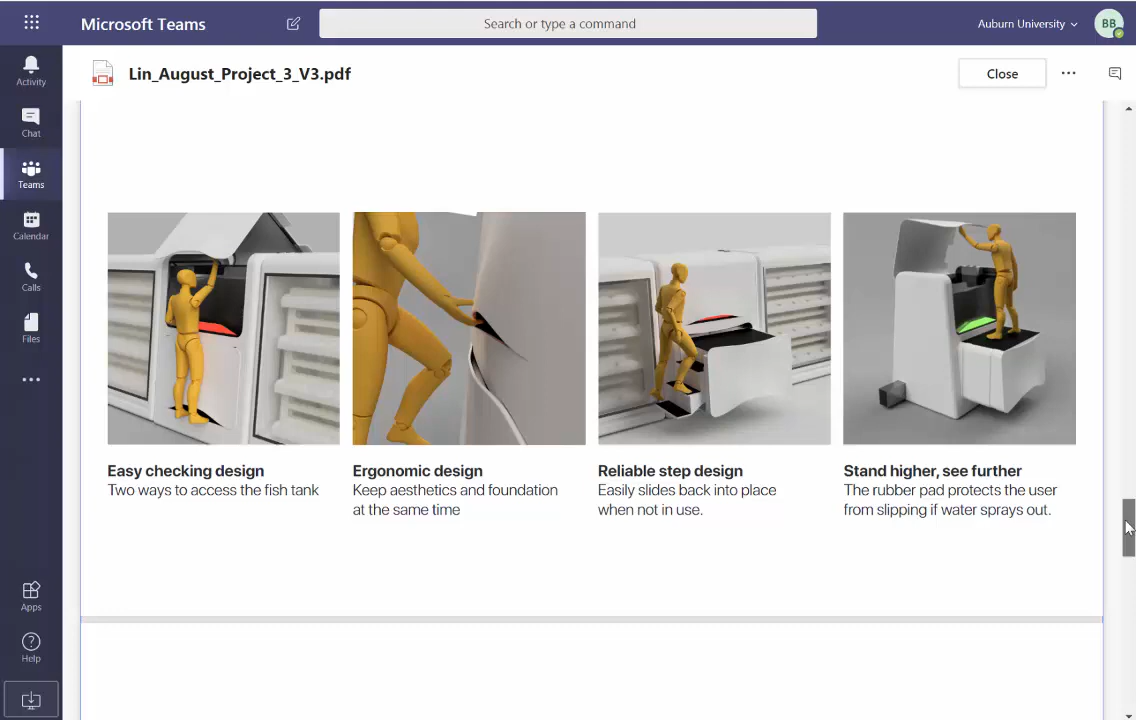 Microsoft Teams
Search or type a command
Auburn University
BB
Activity
Chat
Teams
Calendar
Calls
Files
Apps
Help
Lin_August_Project_3_V3.pdf
Close
Easy checking design
Two ways to access the fish tank
Ergonomic design
Keep aesthetics and foundation
at the same time
Reliable step design
Easily slides back into place
when not in use.
Stand higher, see further
The rubber pad protects the user
from slipping if water sprays out.